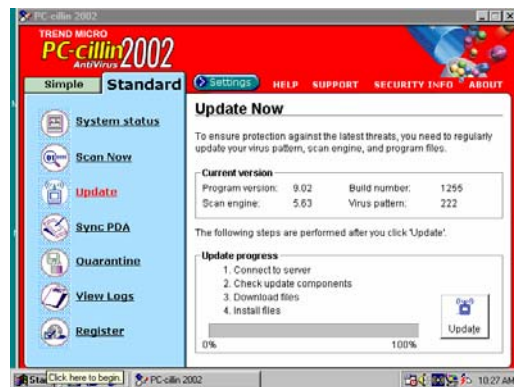 PC-cillin 2002
TREND MICRO
PC-cillin 2002
AntiVirus
Simple Standard Settings HELP SUPPORT SECURITY INFO ABOUT
System status
Scan Now
Update
Sync PDA
Quarantine
View Logs
Register
Update Now
To ensure protection against the latest threats, you need to regularly
update your virus pattern, scan engine, and program files.
Current version
Program version: 9.02 Build number: 1255
Scan engine: 5.63 Virus pattern: 222
The following steps are performed after you click 'Update'.
Update progress
1. Connect to server
2. Check update components
3. Download files
4. Install files
Update
0% 100%
Click here to begin.
PC-cillin 2002
10:27 AM